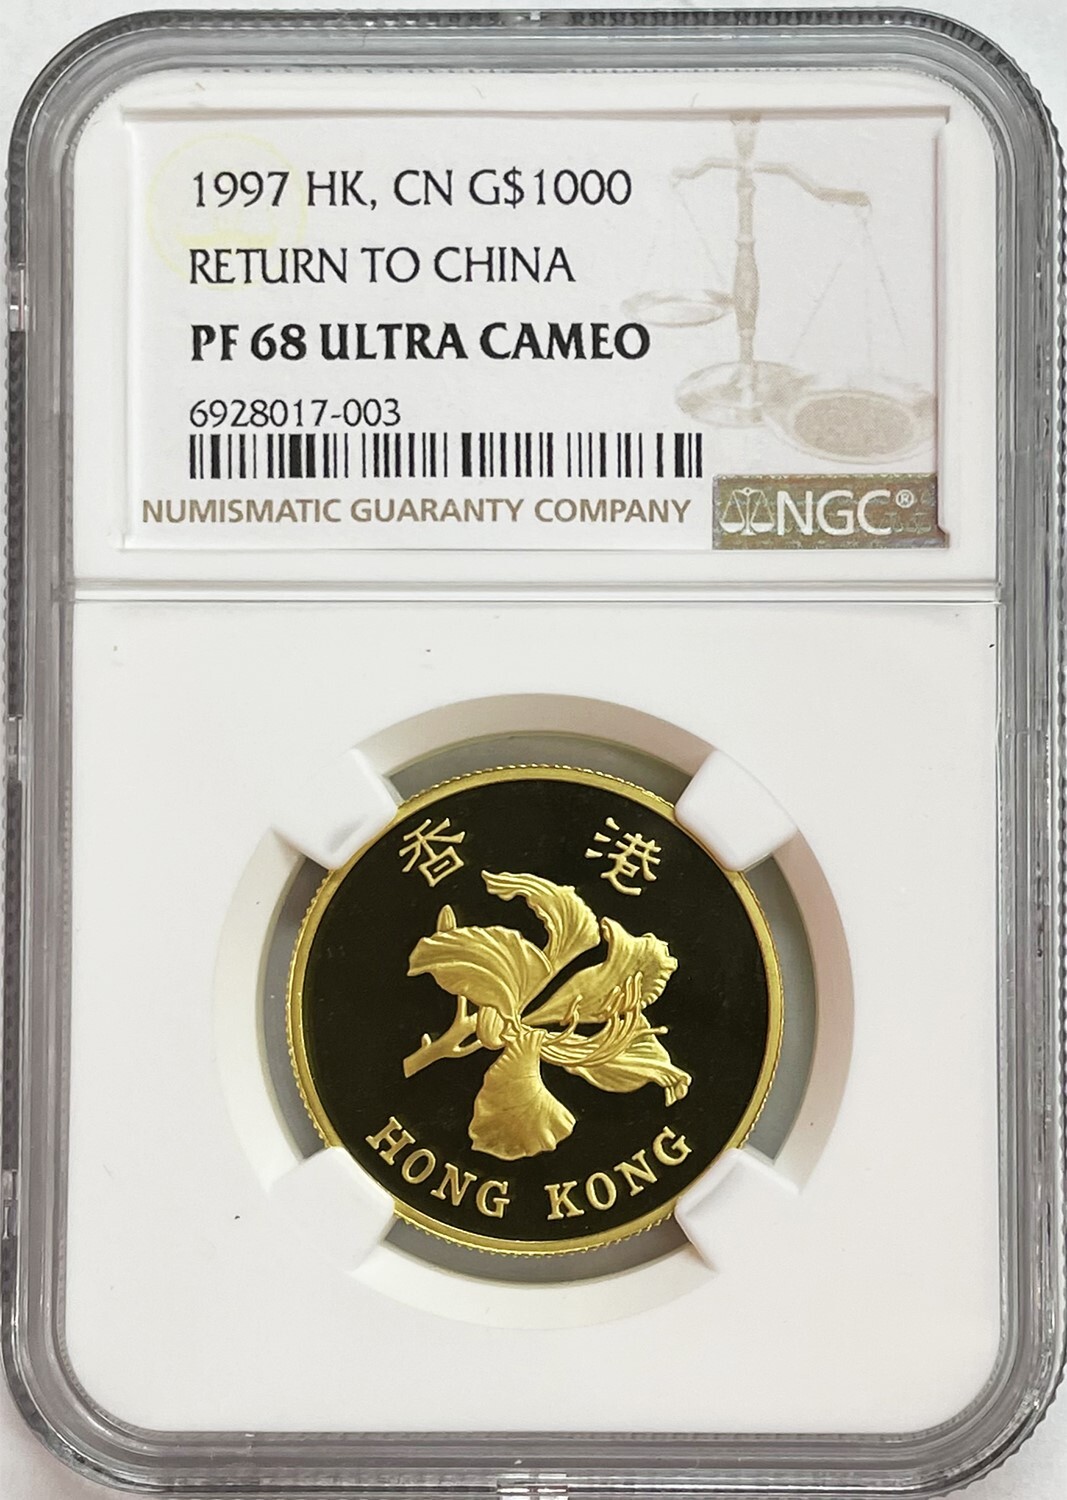 1997 HK, CN G$1000
RETURN TO CHINA
PF 68 ULTRA CAMEO
6928017-003
NUMISMATIC GUARANTY COMPANY
NGC®
香港
HONG KONG